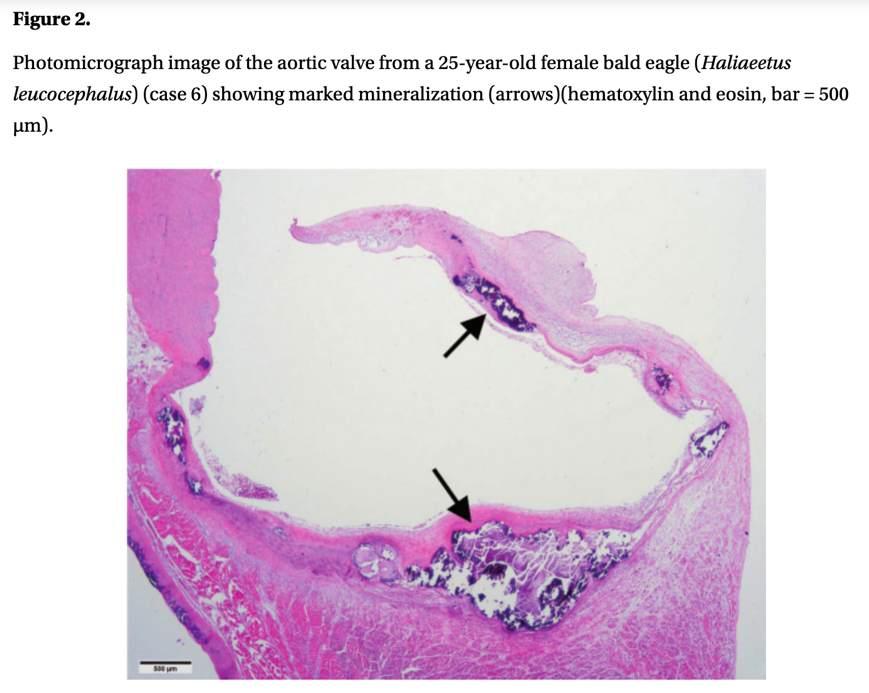 Figure 2.
Photomicrograph image of the aortic valve from a 25-year-old female bald eagle (Haliaeetus
leucocephalus) (case 6) showing marked mineralization (arrows)(hematoxylin and eosin, bar = 500
μm).
500 μm